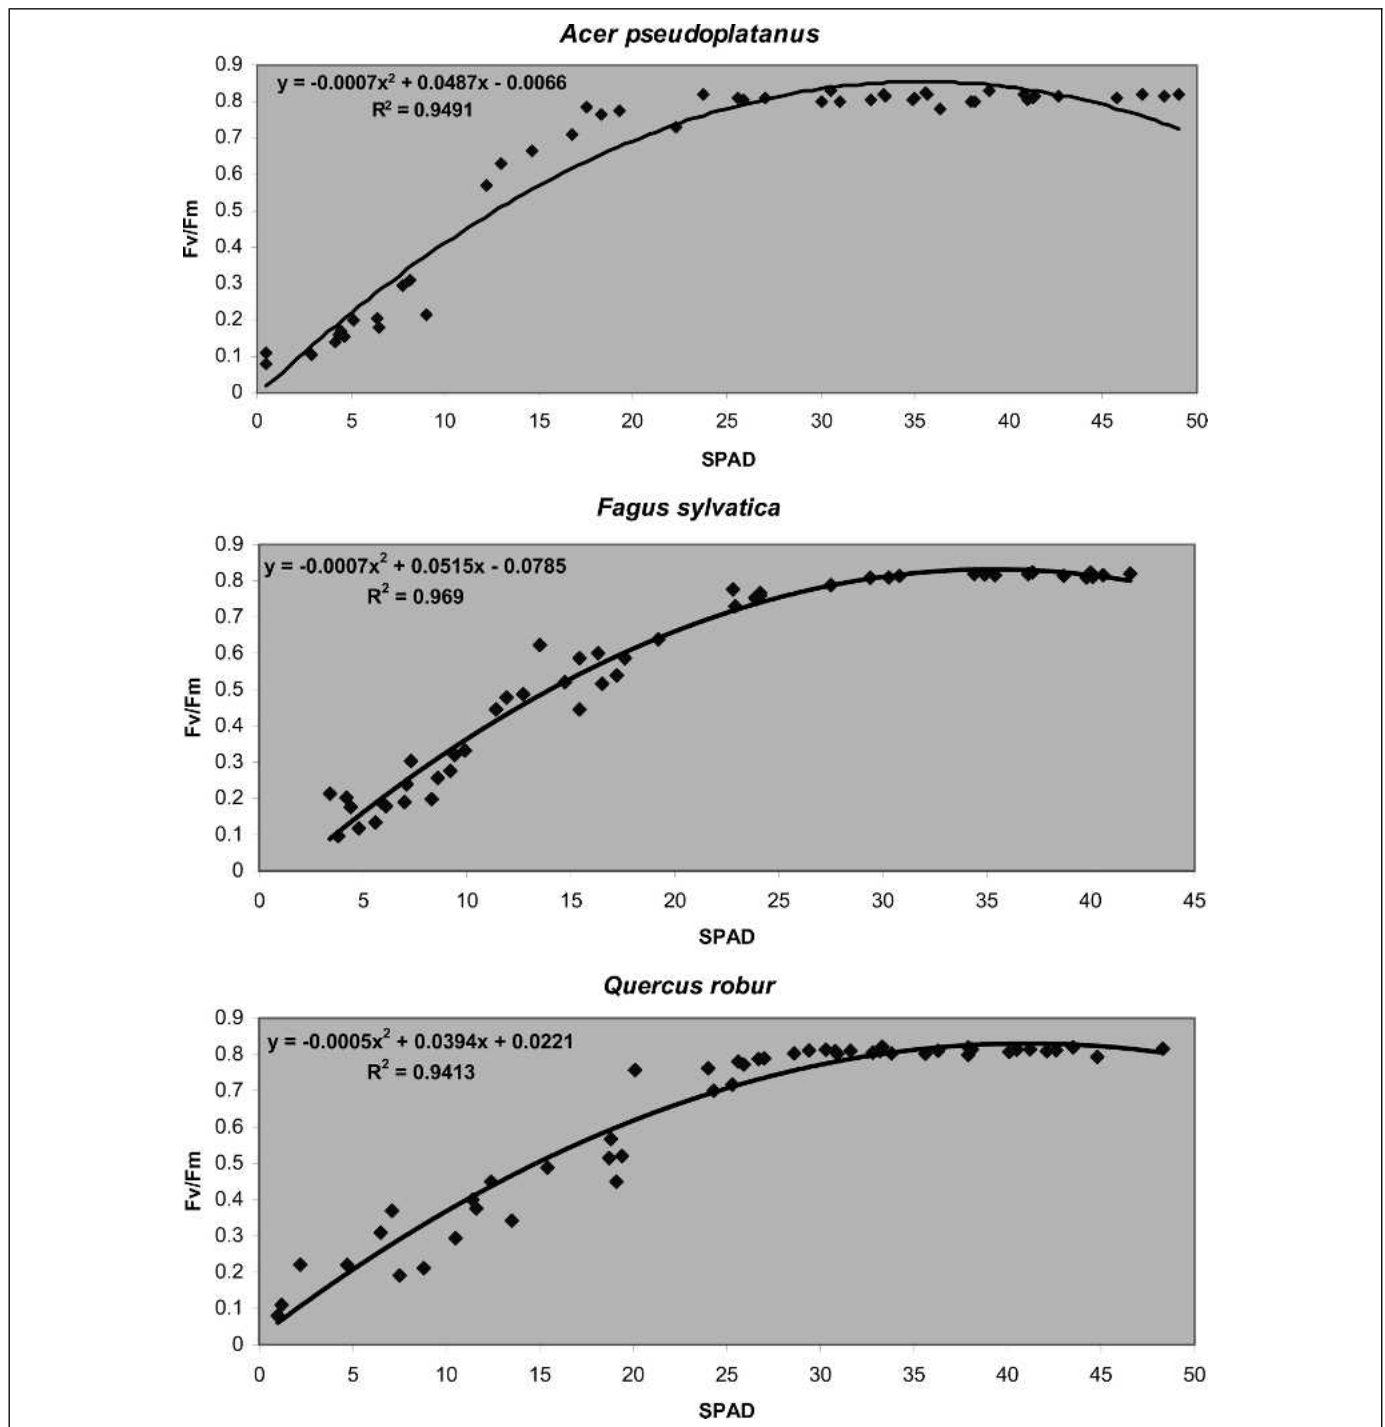 Acer pseudoplatanus
y = -0.0007x² + 0.0487x - 0.0066
R² = 0.9491
0.9
0.8
0.7
0.6
0.5
0.4
0.3
0.2
0.1
0
Fv/Fm
0 5 10 15 20 25 30 35 40 45 50
SPAD
Fagus sylvatica
y = -0.0007x² + 0.0515x - 0.0785
R² = 0.969
0.9
0.8
0.7
0.6
0.5
0.4
0.3
0.2
0.1
0
Fv/Fm
0 5 10 15 20 25 30 35 40 45
SPAD
Quercus robur
y = -0.0005x² + 0.0394x + 0.0221
R² = 0.9413
0.9
0.8
0.7
0.6
0.5
0.4
0.3
0.2
0.1
0
Fv/Fm
0 5 10 15 20 25 30 35 40 45 50
SPAD